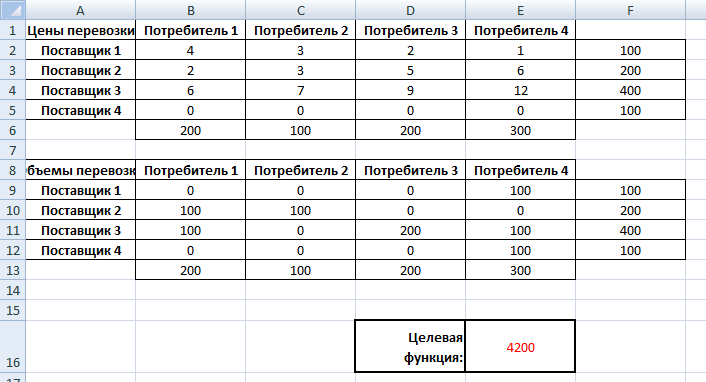 A B C D E F
1 Цены перевозки Потребитель 1 Потребитель 2 Потребитель 3 Потребитель 4
2 Поставщик 1 4 3 2 1 100
3 Поставщик 2 2 3 5 6 200
4 Поставщик 3 6 7 9 12 400
5 Поставщик 4 0 0 0 0 100
6 200 100 200 300
7
8 бъемы перевозк Потребитель 1 Потребитель 2 Потребитель 3 Потребитель 4
9 Поставщик 1 0 0 0 100 100
10 Поставщик 2 100 100 0 0 200
11 Поставщик 3 100 0 200 100 400
12 Поставщик 4 0 0 0 100 100
13 200 100 200 300
14
15
16 Целевая
функция: 4200
17